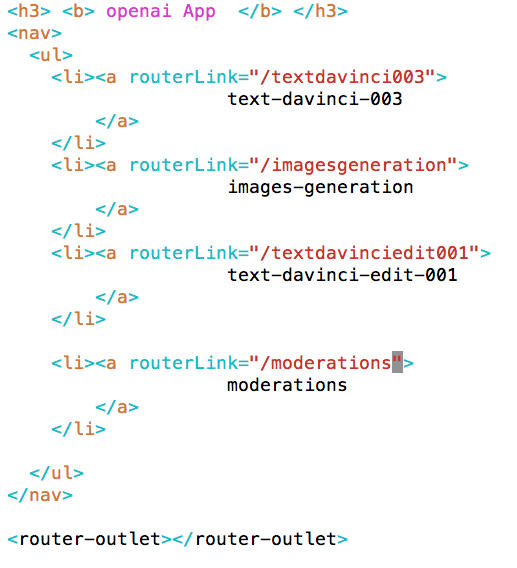 <h3> <b> openai App  </b> </h3>
<nav>
  <ul>
    <li><a routerLink="/textdavinci003">
                    text-davinci-003
        </a>
    </li>
    <li><a routerLink="/imagesgeneration">
                    images-generation
        </a>
    </li>
    <li><a routerLink="/textdavinciedit001">
                    text-davinci-edit-001
        </a>
    </li>

    <li><a routerLink="/moderations">
                    moderations
        </a>
    </li>

  </ul>
</nav>

<router-outlet></router-outlet>